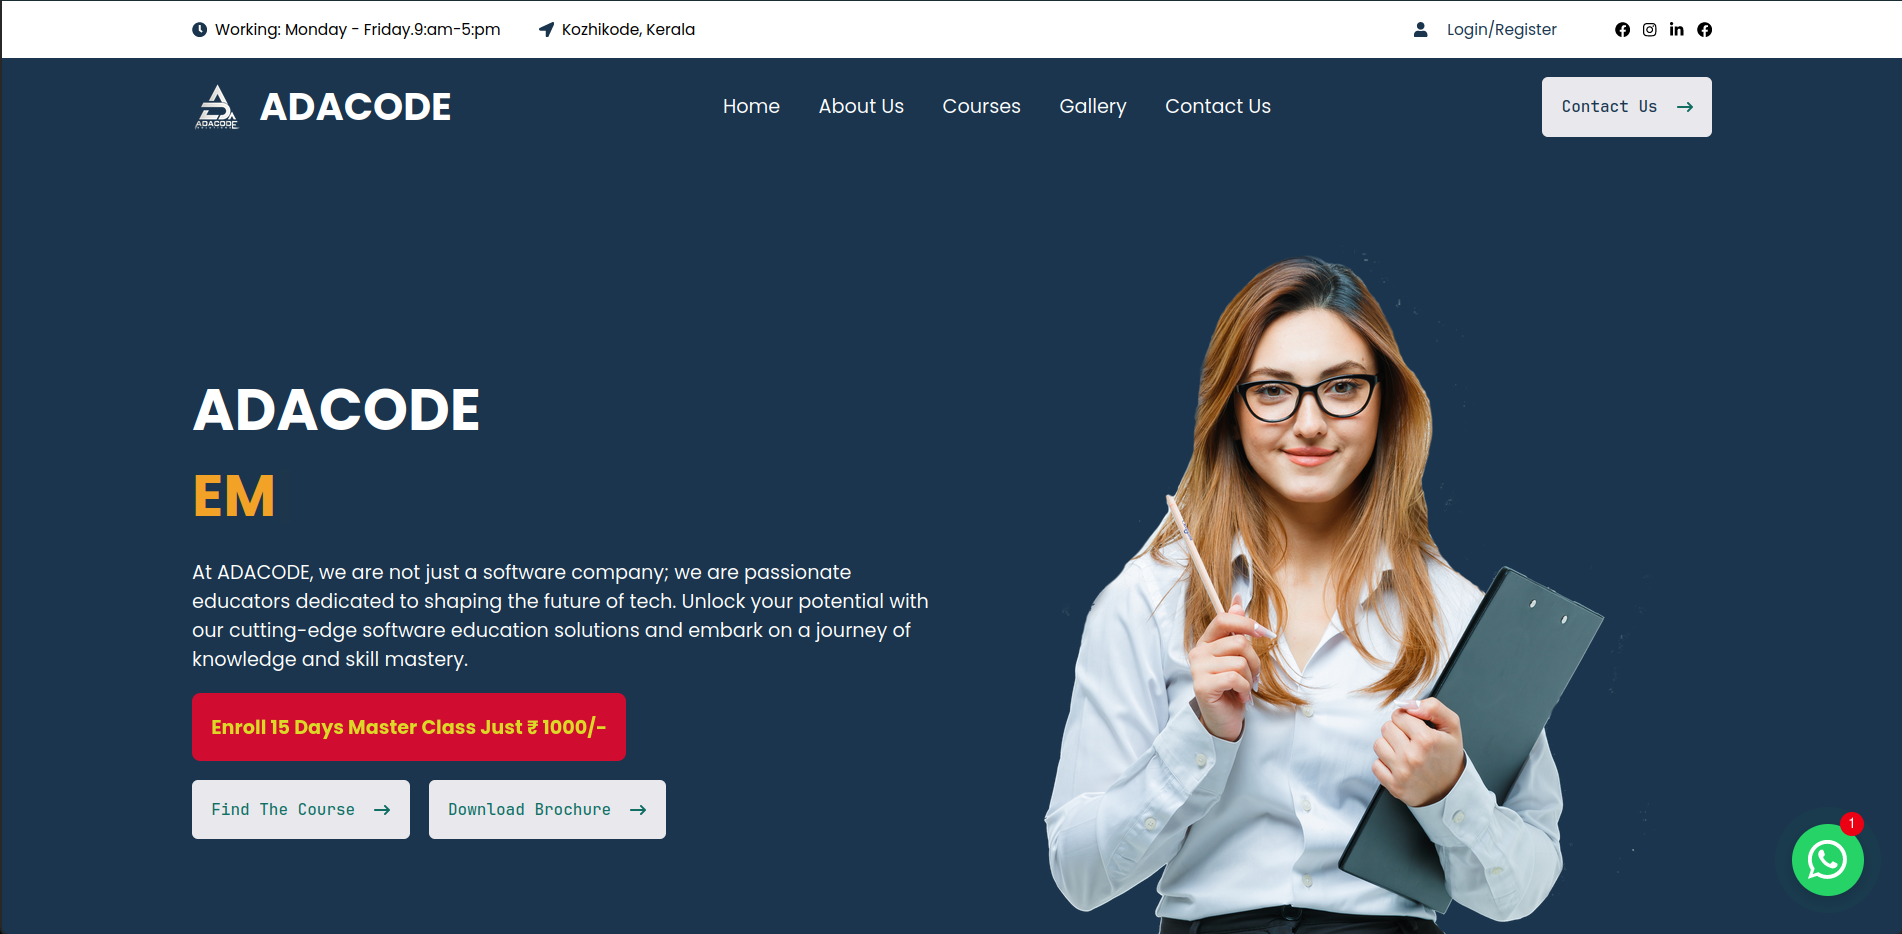 Working: Monday - Friday.9:am-5:pm
Kozhikode, Kerala
Login/Register
ADACODE
ADACODE
Home
About Us
Courses
Gallery
Contact Us
Contact Us
ADACODE
EM
At ADACODE, we are not just a software company; we are passionate
educators dedicated to shaping the future of tech. Unlock your potential with
our cutting-edge software education solutions and embark on a journey of
knowledge and skill mastery.
Enroll 15 Days Master Class Just ₹ 1000/-
Find The Course
Download Brochure
1